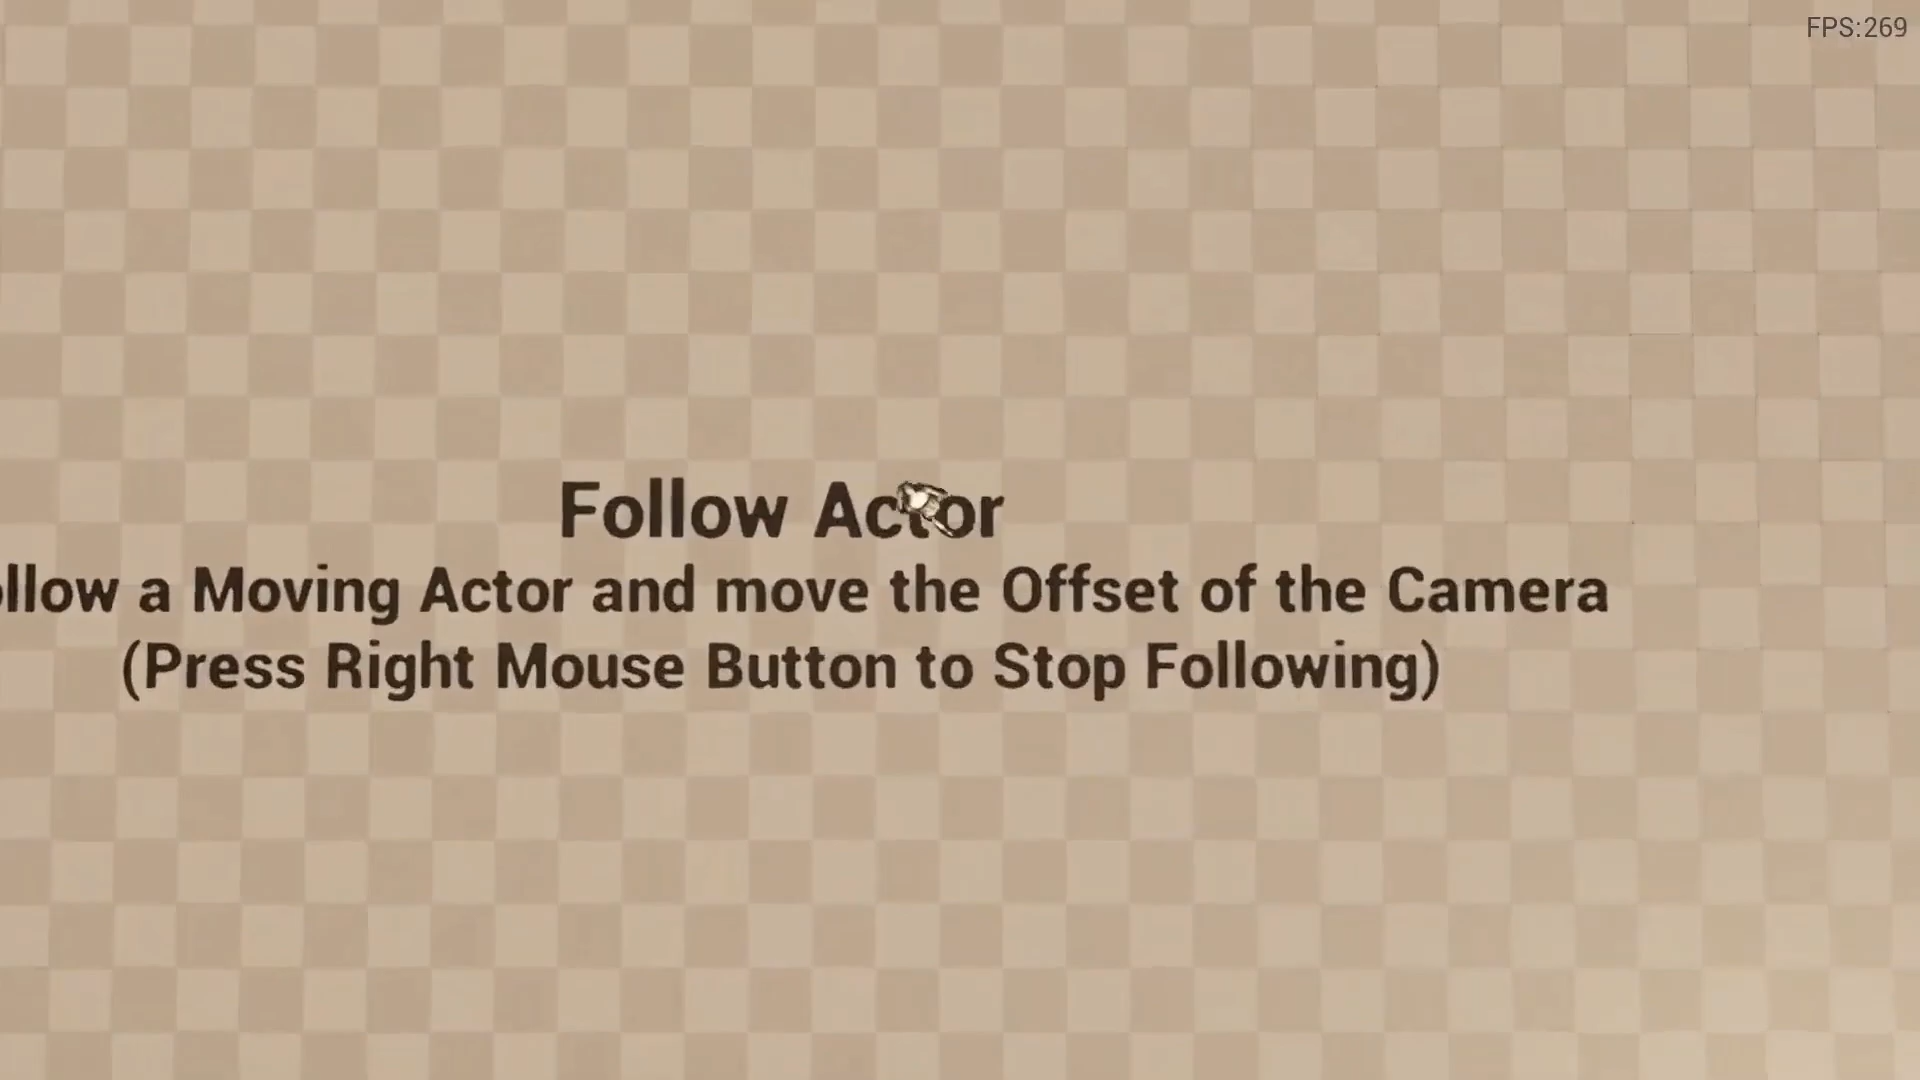 FPS:269
Follow Actor
ollow a Moving Actor and move the Offset of the Camera
(Press Right Mouse Button to Stop Following)